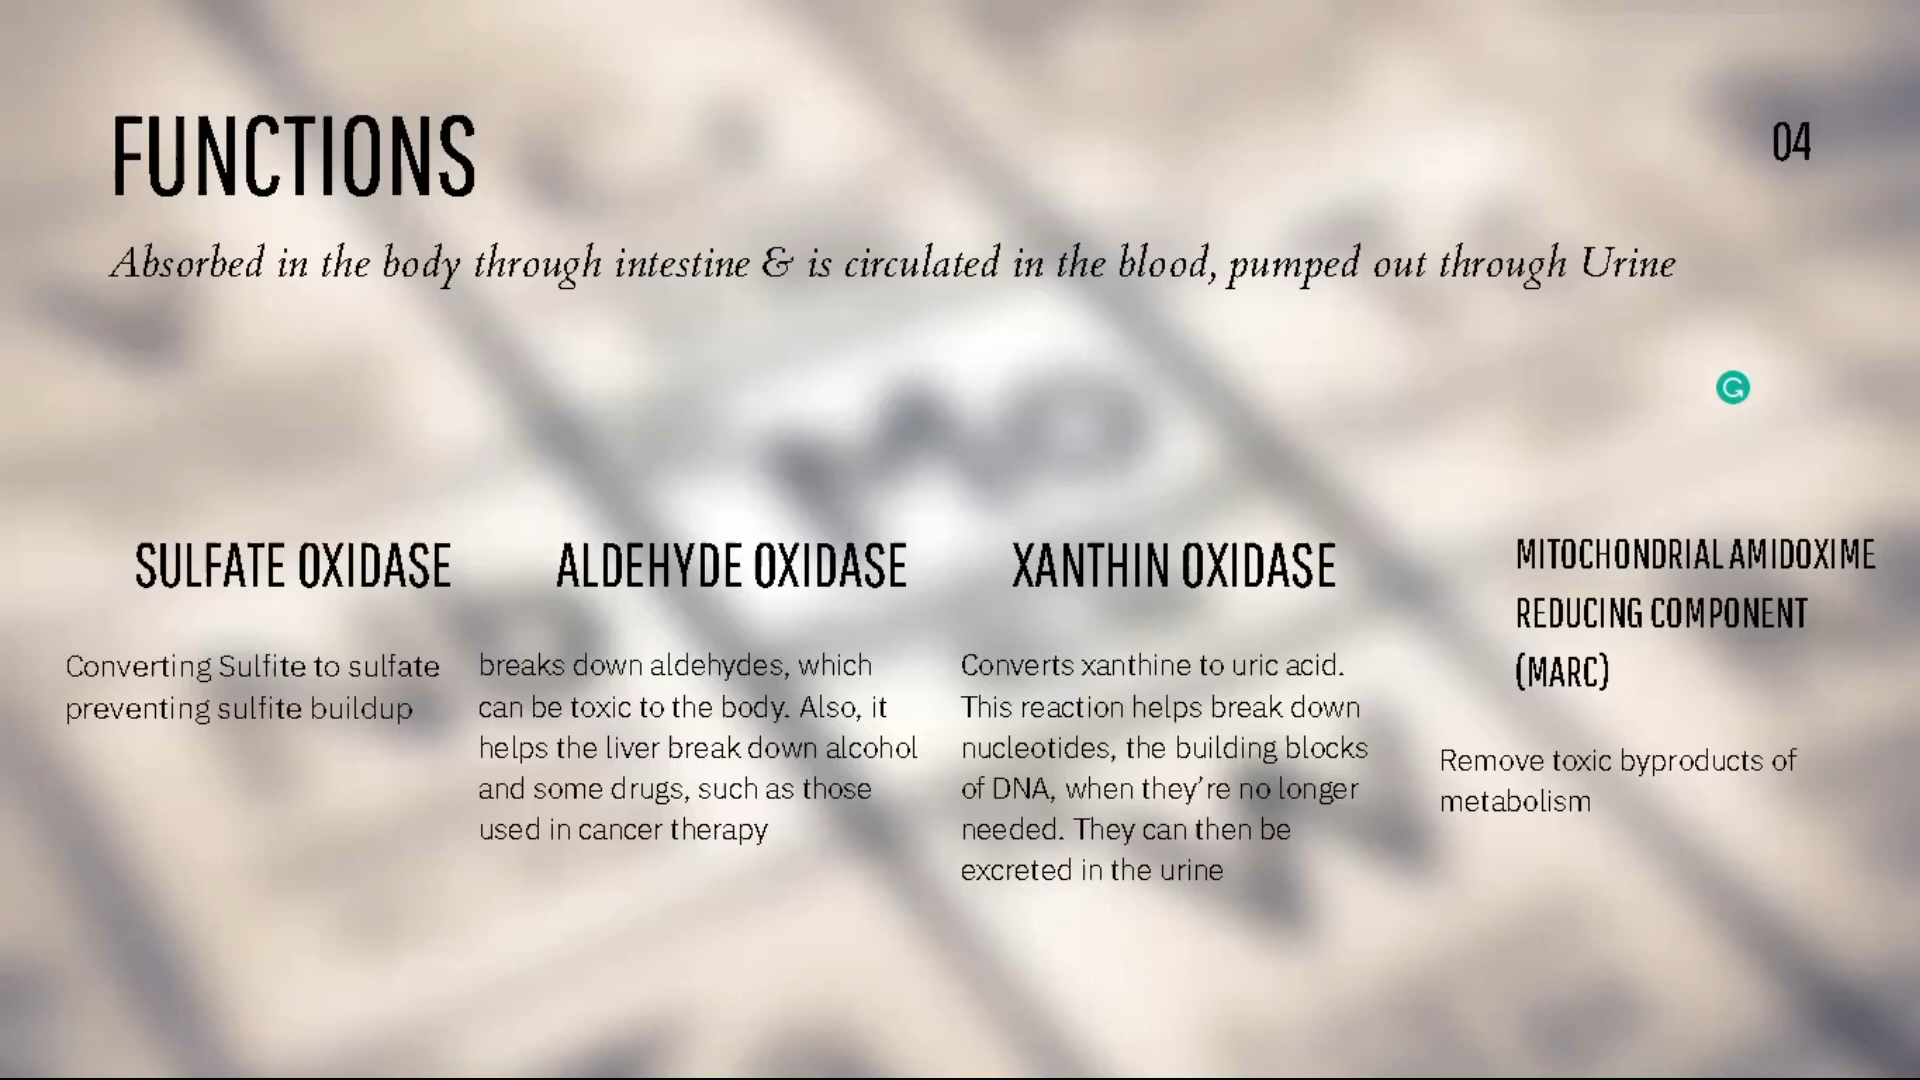 FUNCTIONS
04
Absorbed in the body through intestine & is circulated in the blood, pumped out through Urine
SULFATE OXIDASE
Converting Sulfite to sulfate
preventing sulfite buildup
ALDEHYDE OXIDASE
breaks down aldehydes, which
can be toxic to the body. Also, it
helps the liver break down alcohol
and some drugs, such as those
used in cancer therapy
XANTHIN OXIDASE
Converts xanthine to uric acid.
This reaction helps break down
nucleotides, the building blocks
of DNA, when they’re no longer
needed. They can then be
excreted in the urine
MITOCHONDRIAL AMIDOXIME
REDUCING COMPONENT
(MARC)
Remove toxic byproducts of
metabolism